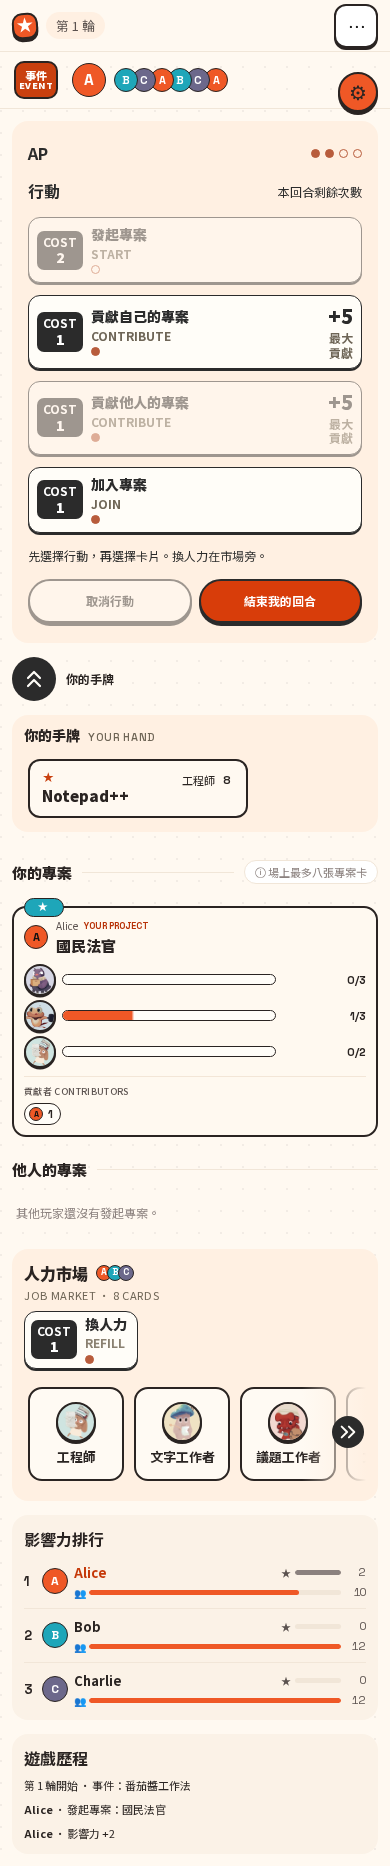 第 1 輪
…
事件
EVENT
A
B C A B C A
AP
行動
本回合剩餘次數
COST
2
發起專案
START
COST
1
貢獻自己的專案
CONTRIBUTE
+5
最大
貢獻
COST
1
貢獻他人的專案
CONTRIBUTE
+5
最大
貢獻
COST
1
加入專案
JOIN
先選擇行動，再選擇卡片。換人力在市場旁。
取消行動
結束我的回合
你的手牌
你的手牌 YOUR HAND
工程師 8
Notepad++
你的專案
場上最多八張專案卡
A
Alice YOUR PROJECT
國民法官
0/3
1/3
0/2
貢獻者 CONTRIBUTORS
A 1
他人的專案
其他玩家還沒有發起專案。
人力市場 A B C
JOB MARKET · 8 CARDS
COST
1
換人力
REFILL
工程師
文字工作者
議題工作者
影響力排行
1 A Alice ★ 2
10
2 B Bob ★ 0
12
3 C Charlie ★ 0
12
遊戲歷程
第 1 輪開始 · 事件：番茄醬工作法
Alice · 發起專案：國民法官
Alice · 影響力 +2